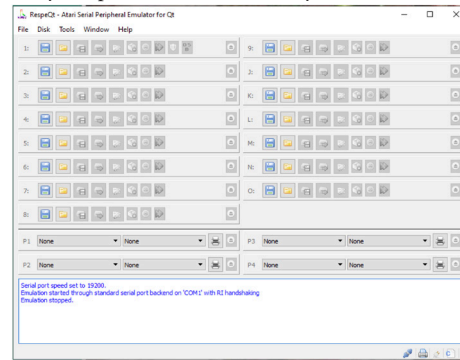 RespeQt - Atari Serial Peripheral Emulator for Qt
File Disk Tools Window Help
1: 9:
2: J:
3: K:
4: L:
5: M:
6: N:
7: O:
8:
P1 None None P3 None None
P2 None None P4 None None
Serial port speed set to 19200.
Emulation started through standard serial port backend on 'COM1' with RI handshaking
Emulation stopped.